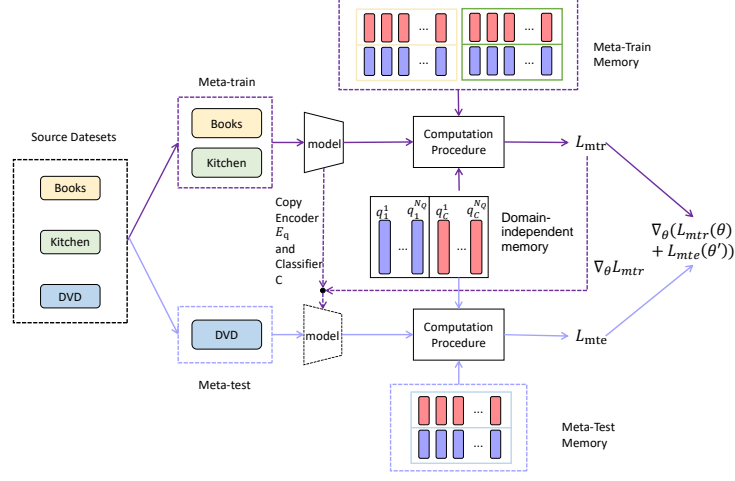 Meta-Train
Memory
...
...
...
...
Meta-train
Source Datesets
Books
Kitchen
model
Computation
Procedure
L_mtr
Books
Kitchen
DVD
Copy
Encoder
E_q
and
Classifier
C
q_1^1 q_1^{N_Q} q_C^1 q_C^{N_Q}
... ...
Domain-
independent
memory
∇_θ L_mtr
∇_θ(L_mtr(θ)
+ L_mte(θ′))
DVD
model
Computation
Procedure
L_mte
Meta-test
...
...
Meta-Test
Memory